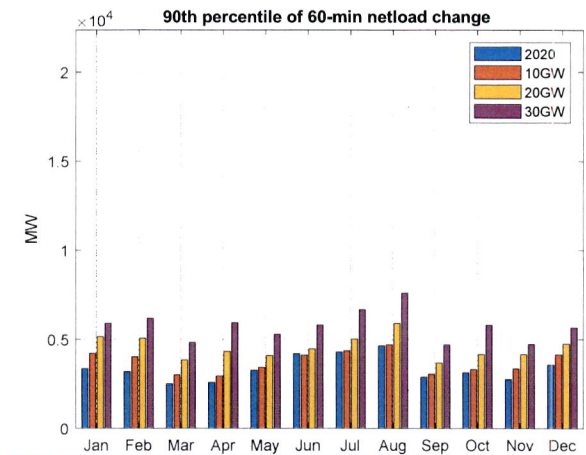 90th percentile of 60-min netload change
×10⁴
2020
10GW
20GW
30GW
2
1.5
1
0.5
0
MW
Jan Feb Mar Apr May Jun Jul Aug Sep Oct Nov Dec